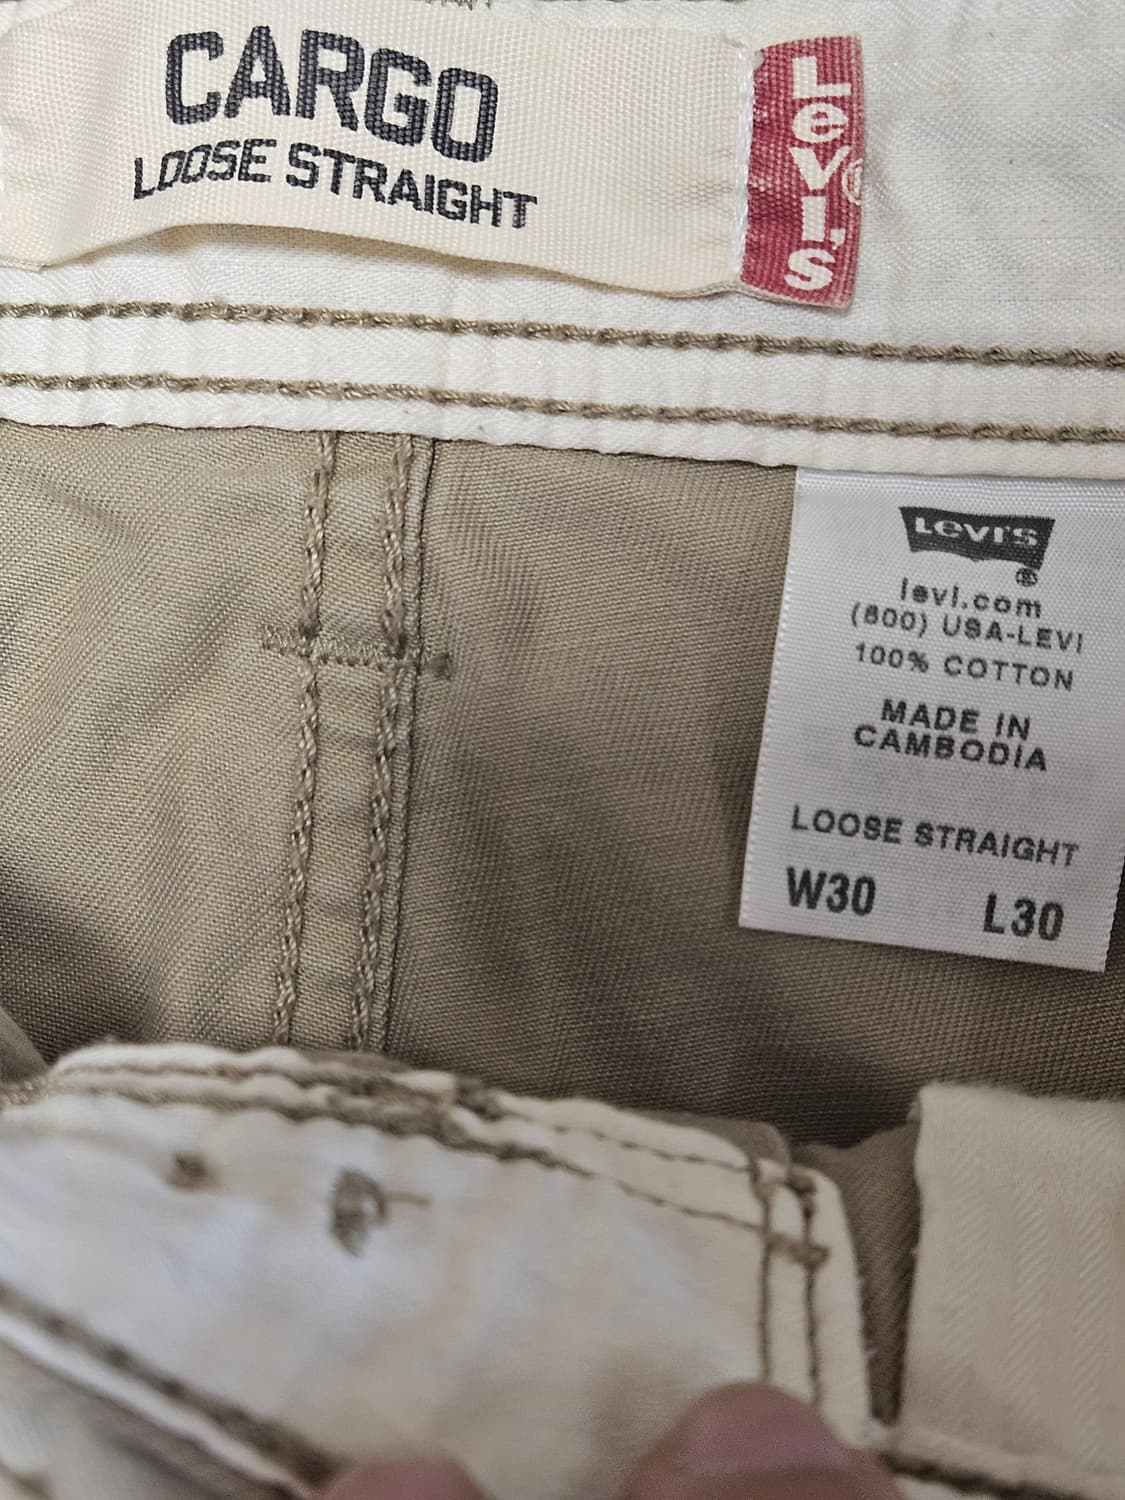 CARGO
LOOSE STRAIGHT
Levi's®
Levi's
®
levi.com
(800) USA-LEVI
100% COTTON
MADE IN
CAMBODIA
LOOSE STRAIGHT
W30 L30